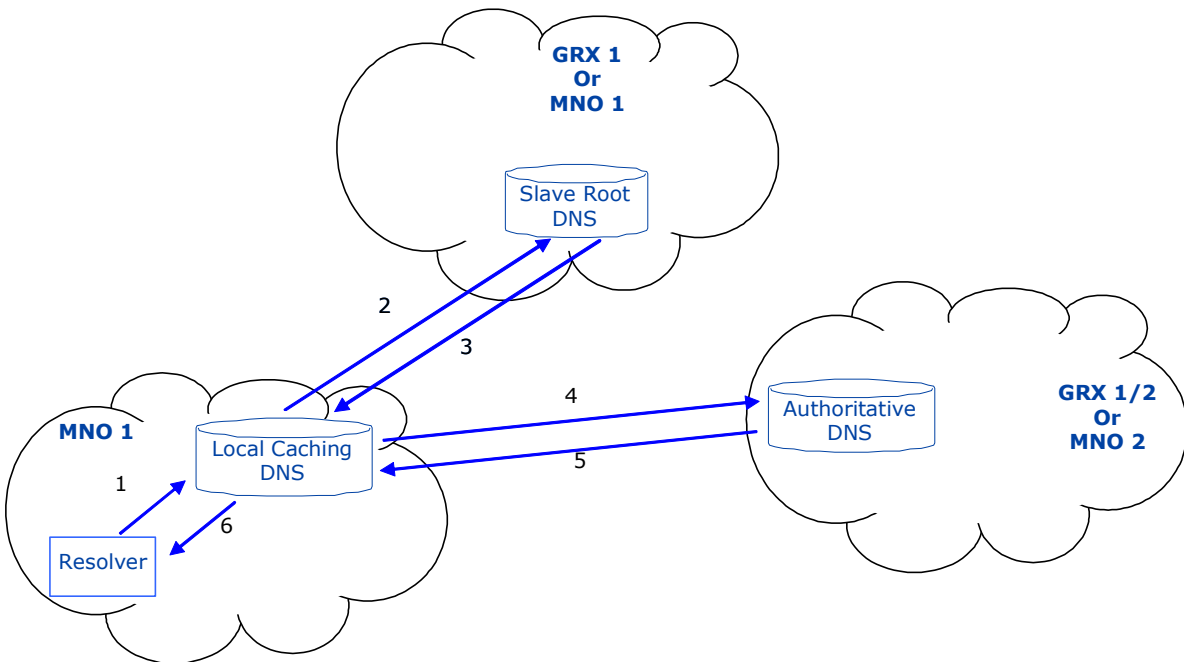 GRX 1
Or
MNO 1
Slave Root
DNS
2
3
4
5
GRX 1/2
Or
MNO 2
Authoritative
DNS
MNO 1
Local Caching
DNS
1
6
Resolver